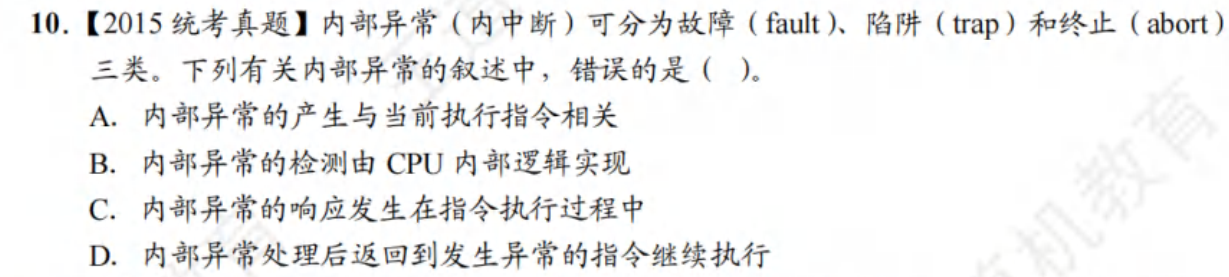 10.【2015 统考真题】内部异常（内中断）可分为故障（fault）、陷阱（trap）和终止（abort）
三类。下列有关内部异常的叙述中，错误的是（ ）。
A. 内部异常的产生与当前执行指令相关
B. 内部异常的检测由 CPU 内部逻辑实现
C. 内部异常的响应发生在指令执行过程中
D. 内部异常处理后返回到发生异常的指令继续执行
机教育